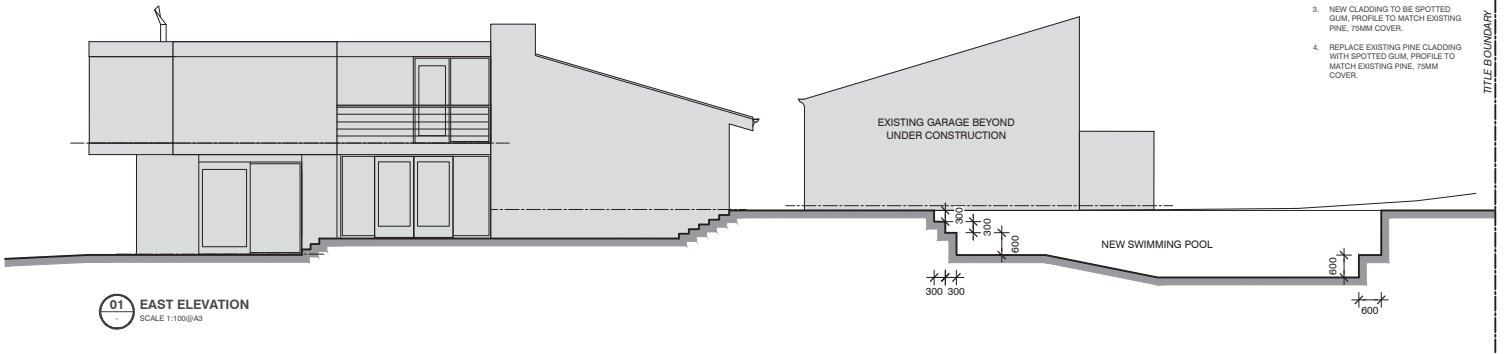 3. NEW CLADDING TO BE SPOTTED
GUM, PROFILE TO MATCH EXISTING
PINE, 75MM COVER.
4. REPLACE EXISTING PINE CLADDING
WITH SPOTTED GUM, PROFILE TO
MATCH EXISTING PINE, 75MM
COVER.
TITLE BOUNDARY
EXISTING GARAGE BEYOND
UNDER CONSTRUCTION
300
300
600
NEW SWIMMING POOL
600
300 300
600
01 EAST ELEVATION
- SCALE 1:100@A3